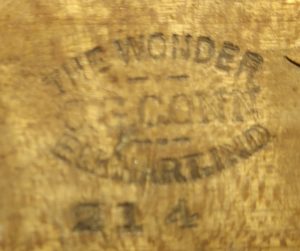 THE WONDER
C.G. CONN
ELKHART, IND.
214